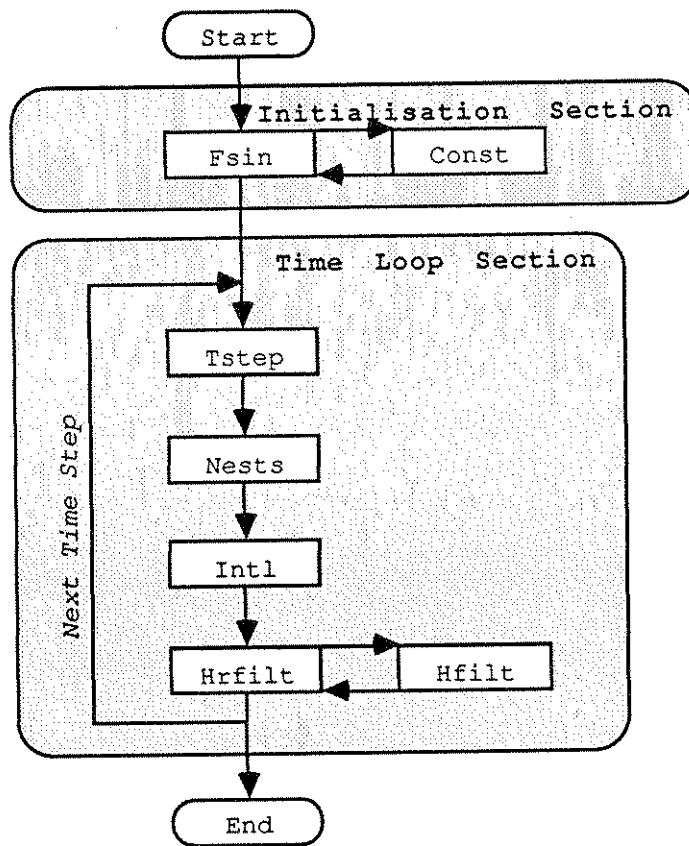 Start
Initialisation Section
Fsin
Const
Time Loop Section
Tstep
Nests
Next Time Step
Intl
Hrfilt
Hfilt
End